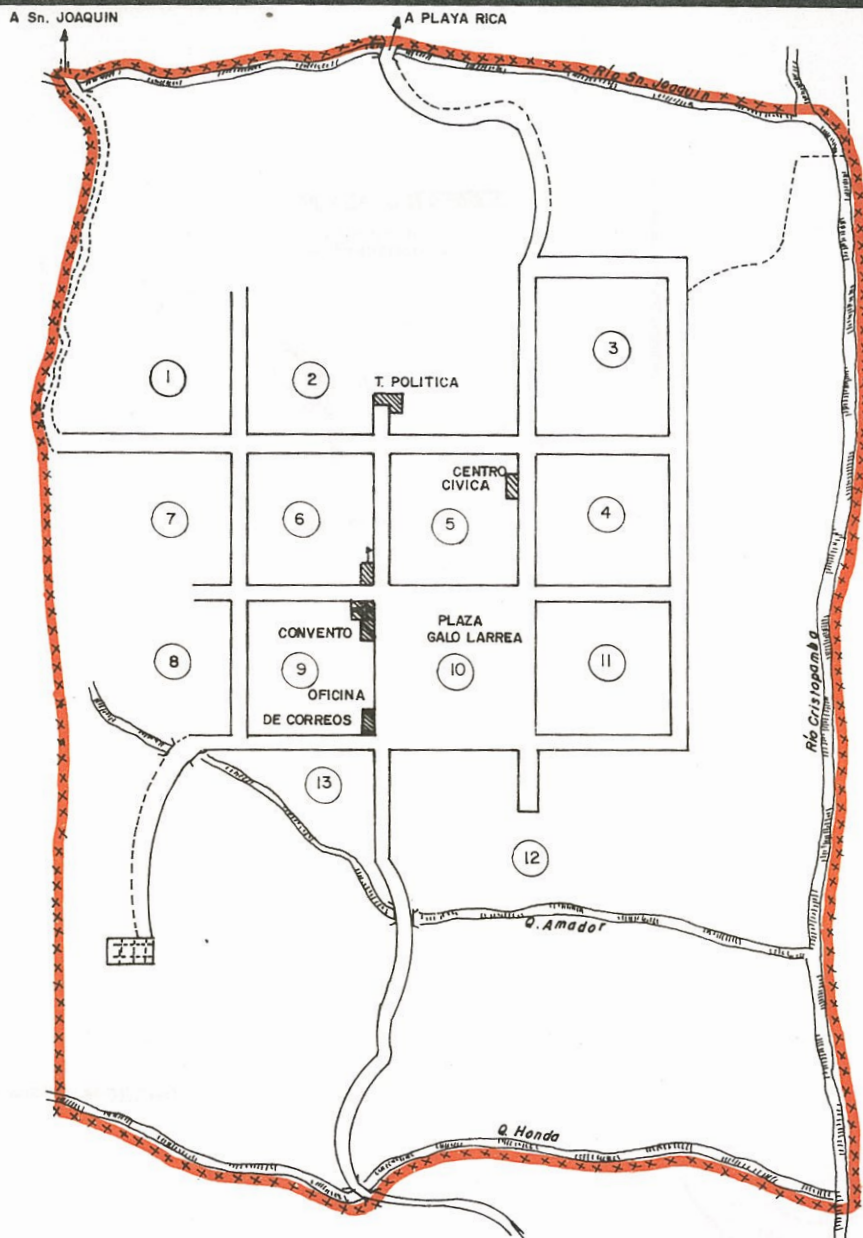 A Sn. JOAQUIN
A PLAYA RICA
Río Sn. Joaquin
3
1
2
T. POLITICA
CENTRO
CIVICA
7
6
5
4
PLAZA
GALO LARREA
CONVENTO
8
9
10
11
OFICINA
DE CORREOS
Río Cristopamba
13
12
Q. Amador
Q. Honda